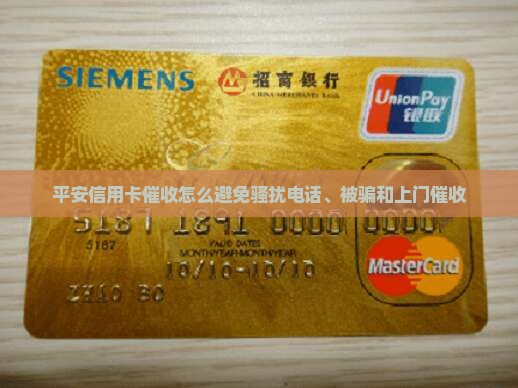 SIEMENS
招商银行
CHINA MERCHANTS BANK
UnionPay
银联
平安信用卡催收怎么避免骚扰电话、被骗和上门催收
5187 1891 0000 0000
5187
VALID DATES
MONTH/YEAR-MONTH/YEAR
10/10-10/10
ZHAO BO
MasterCard